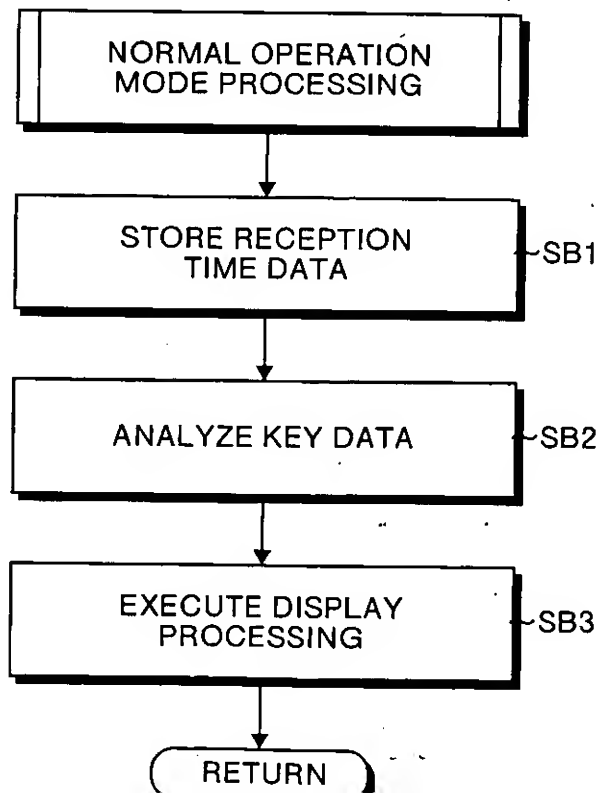 NORMAL OPERATION
MODE PROCESSING
STORE RECEPTION
TIME DATA
SB1
ANALYZE KEY DATA
SB2
EXECUTE DISPLAY
PROCESSING
SB3
RETURN